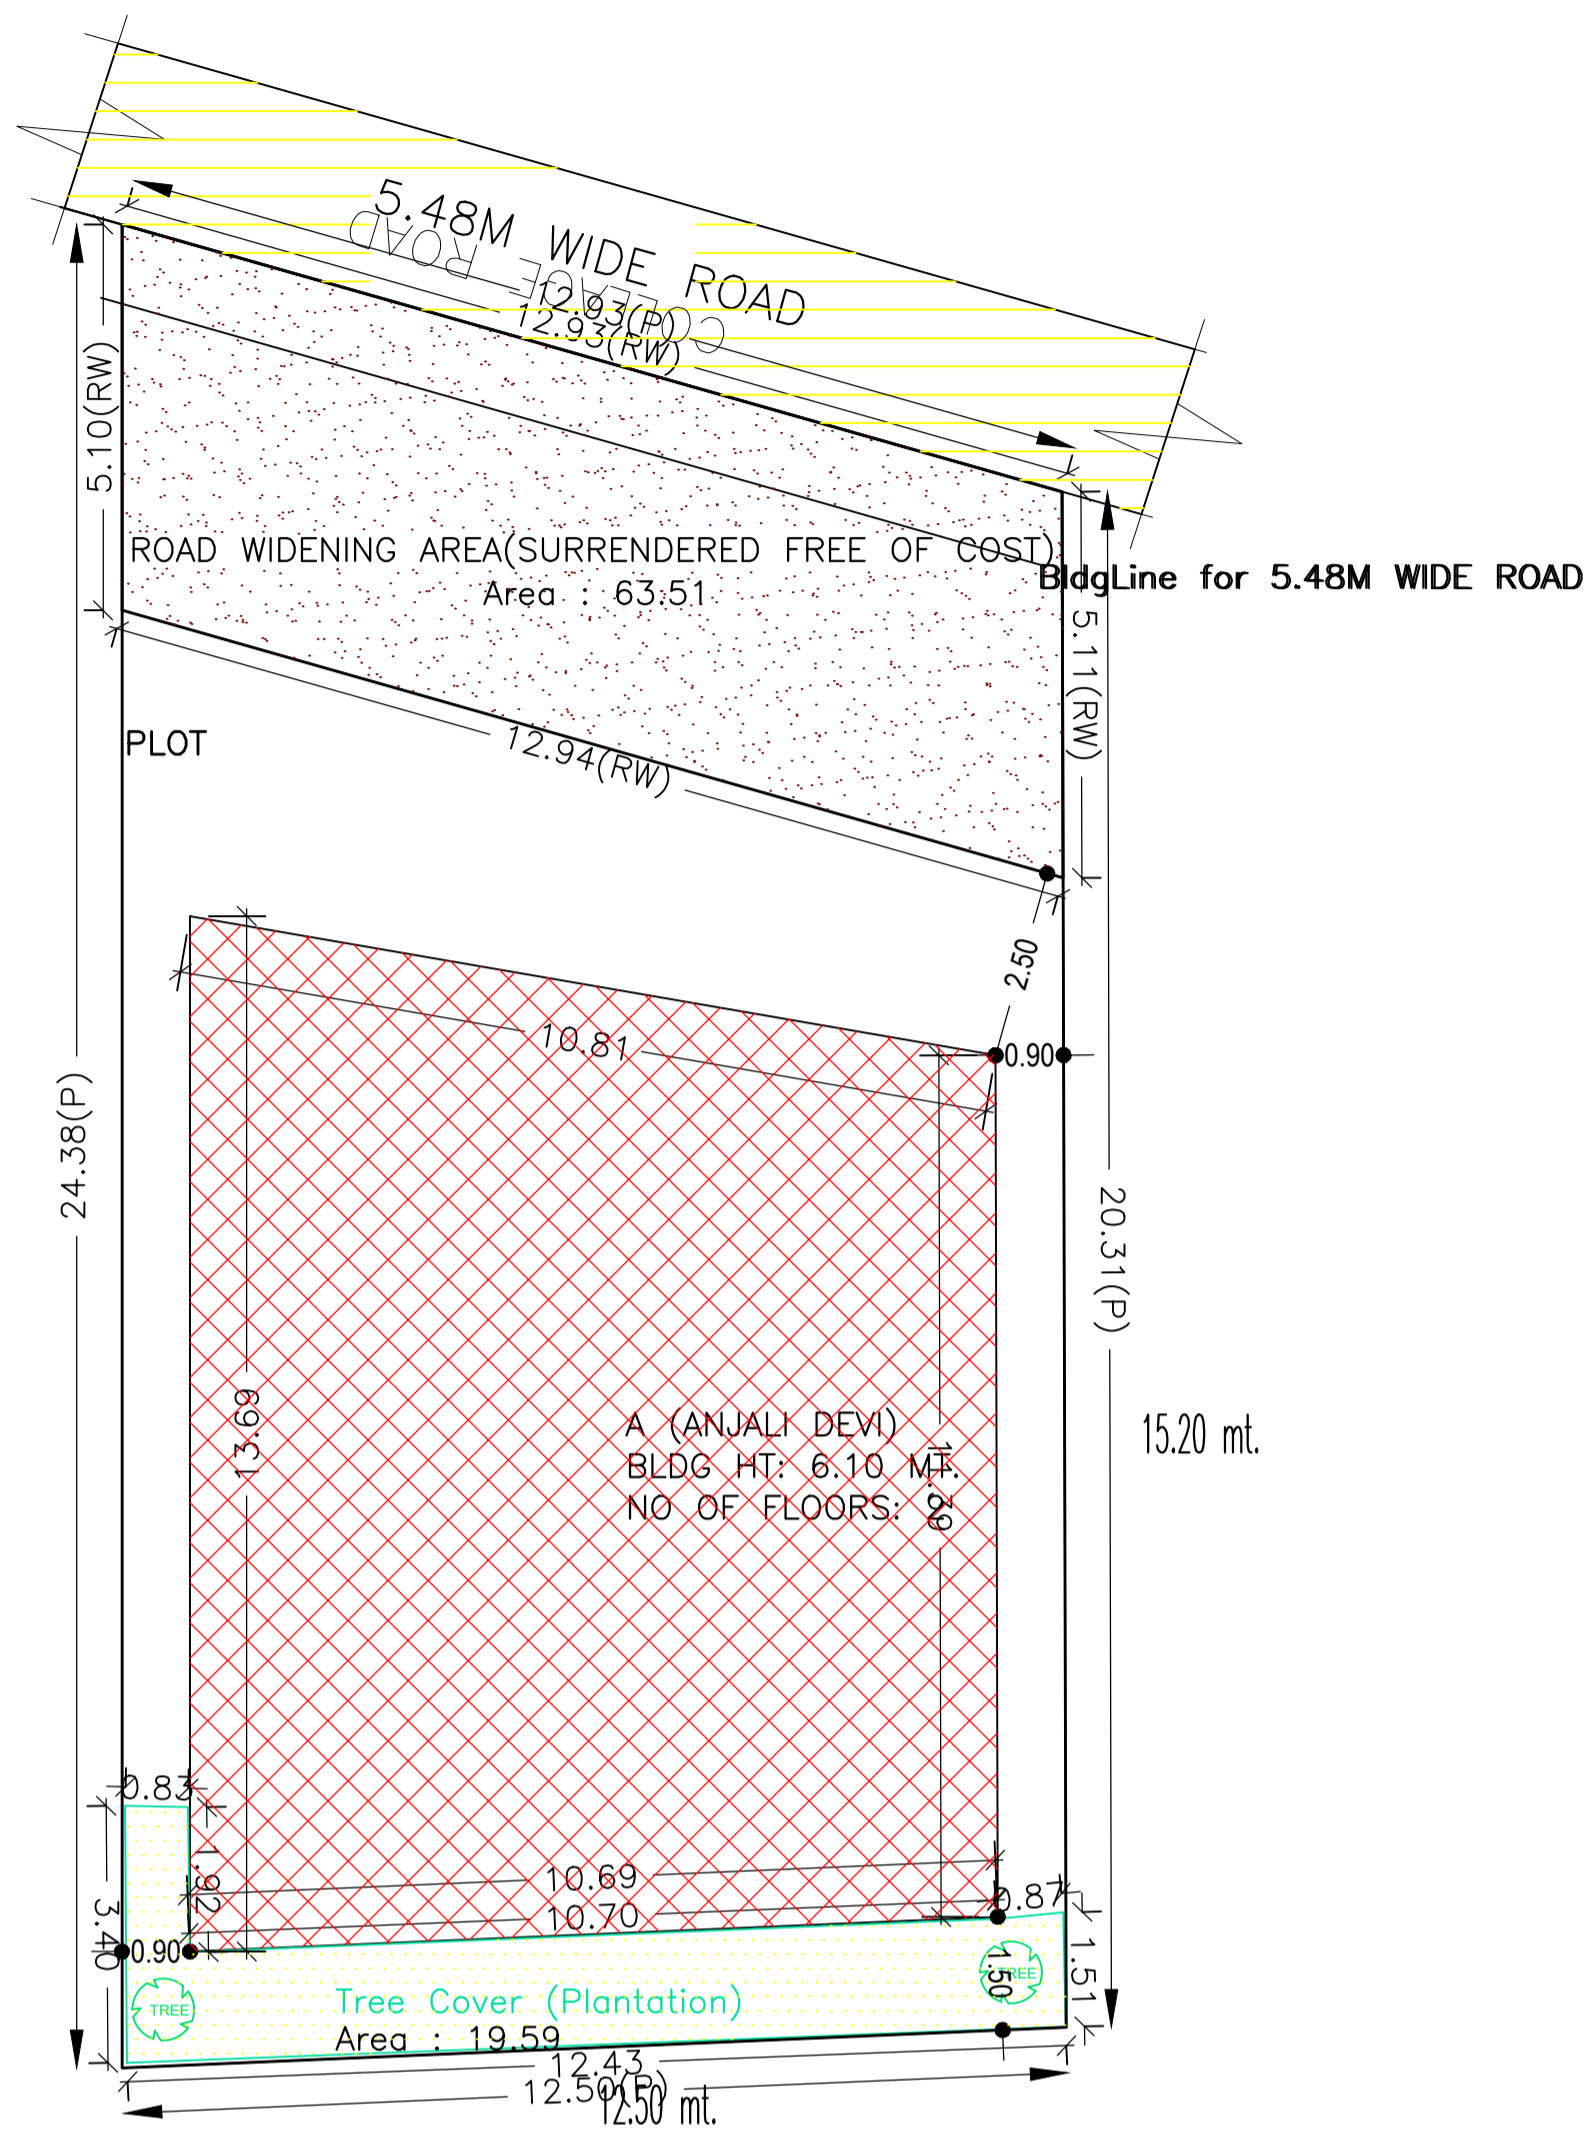 5.48M WIDE ROAD
COLLAGE ROAD
12.93(P)
12.93(RW)
5.10(RW)
ROAD WIDENING AREA(SURRENDERED FREE OF COST)
Area : 63.51
BldgLine for 5.48M WIDE ROAD
5.11(RW)
PLOT
12.94(RW)
2.50
10.81
0.90
24.38(P)
20.31(P)
13.69
A (ANJALI DEVI)
BLDG HT: 6.10 MT.
NO OF FLOORS:
11.39
15.20 mt.
0.83
1.92
10.69
10.70
0.87
3.40
0.90
1.50
1.51
TREE
TREE
Tree Cover (Plantation)
Area : 19.59
12.43
12.50(P)
12.50 mt.